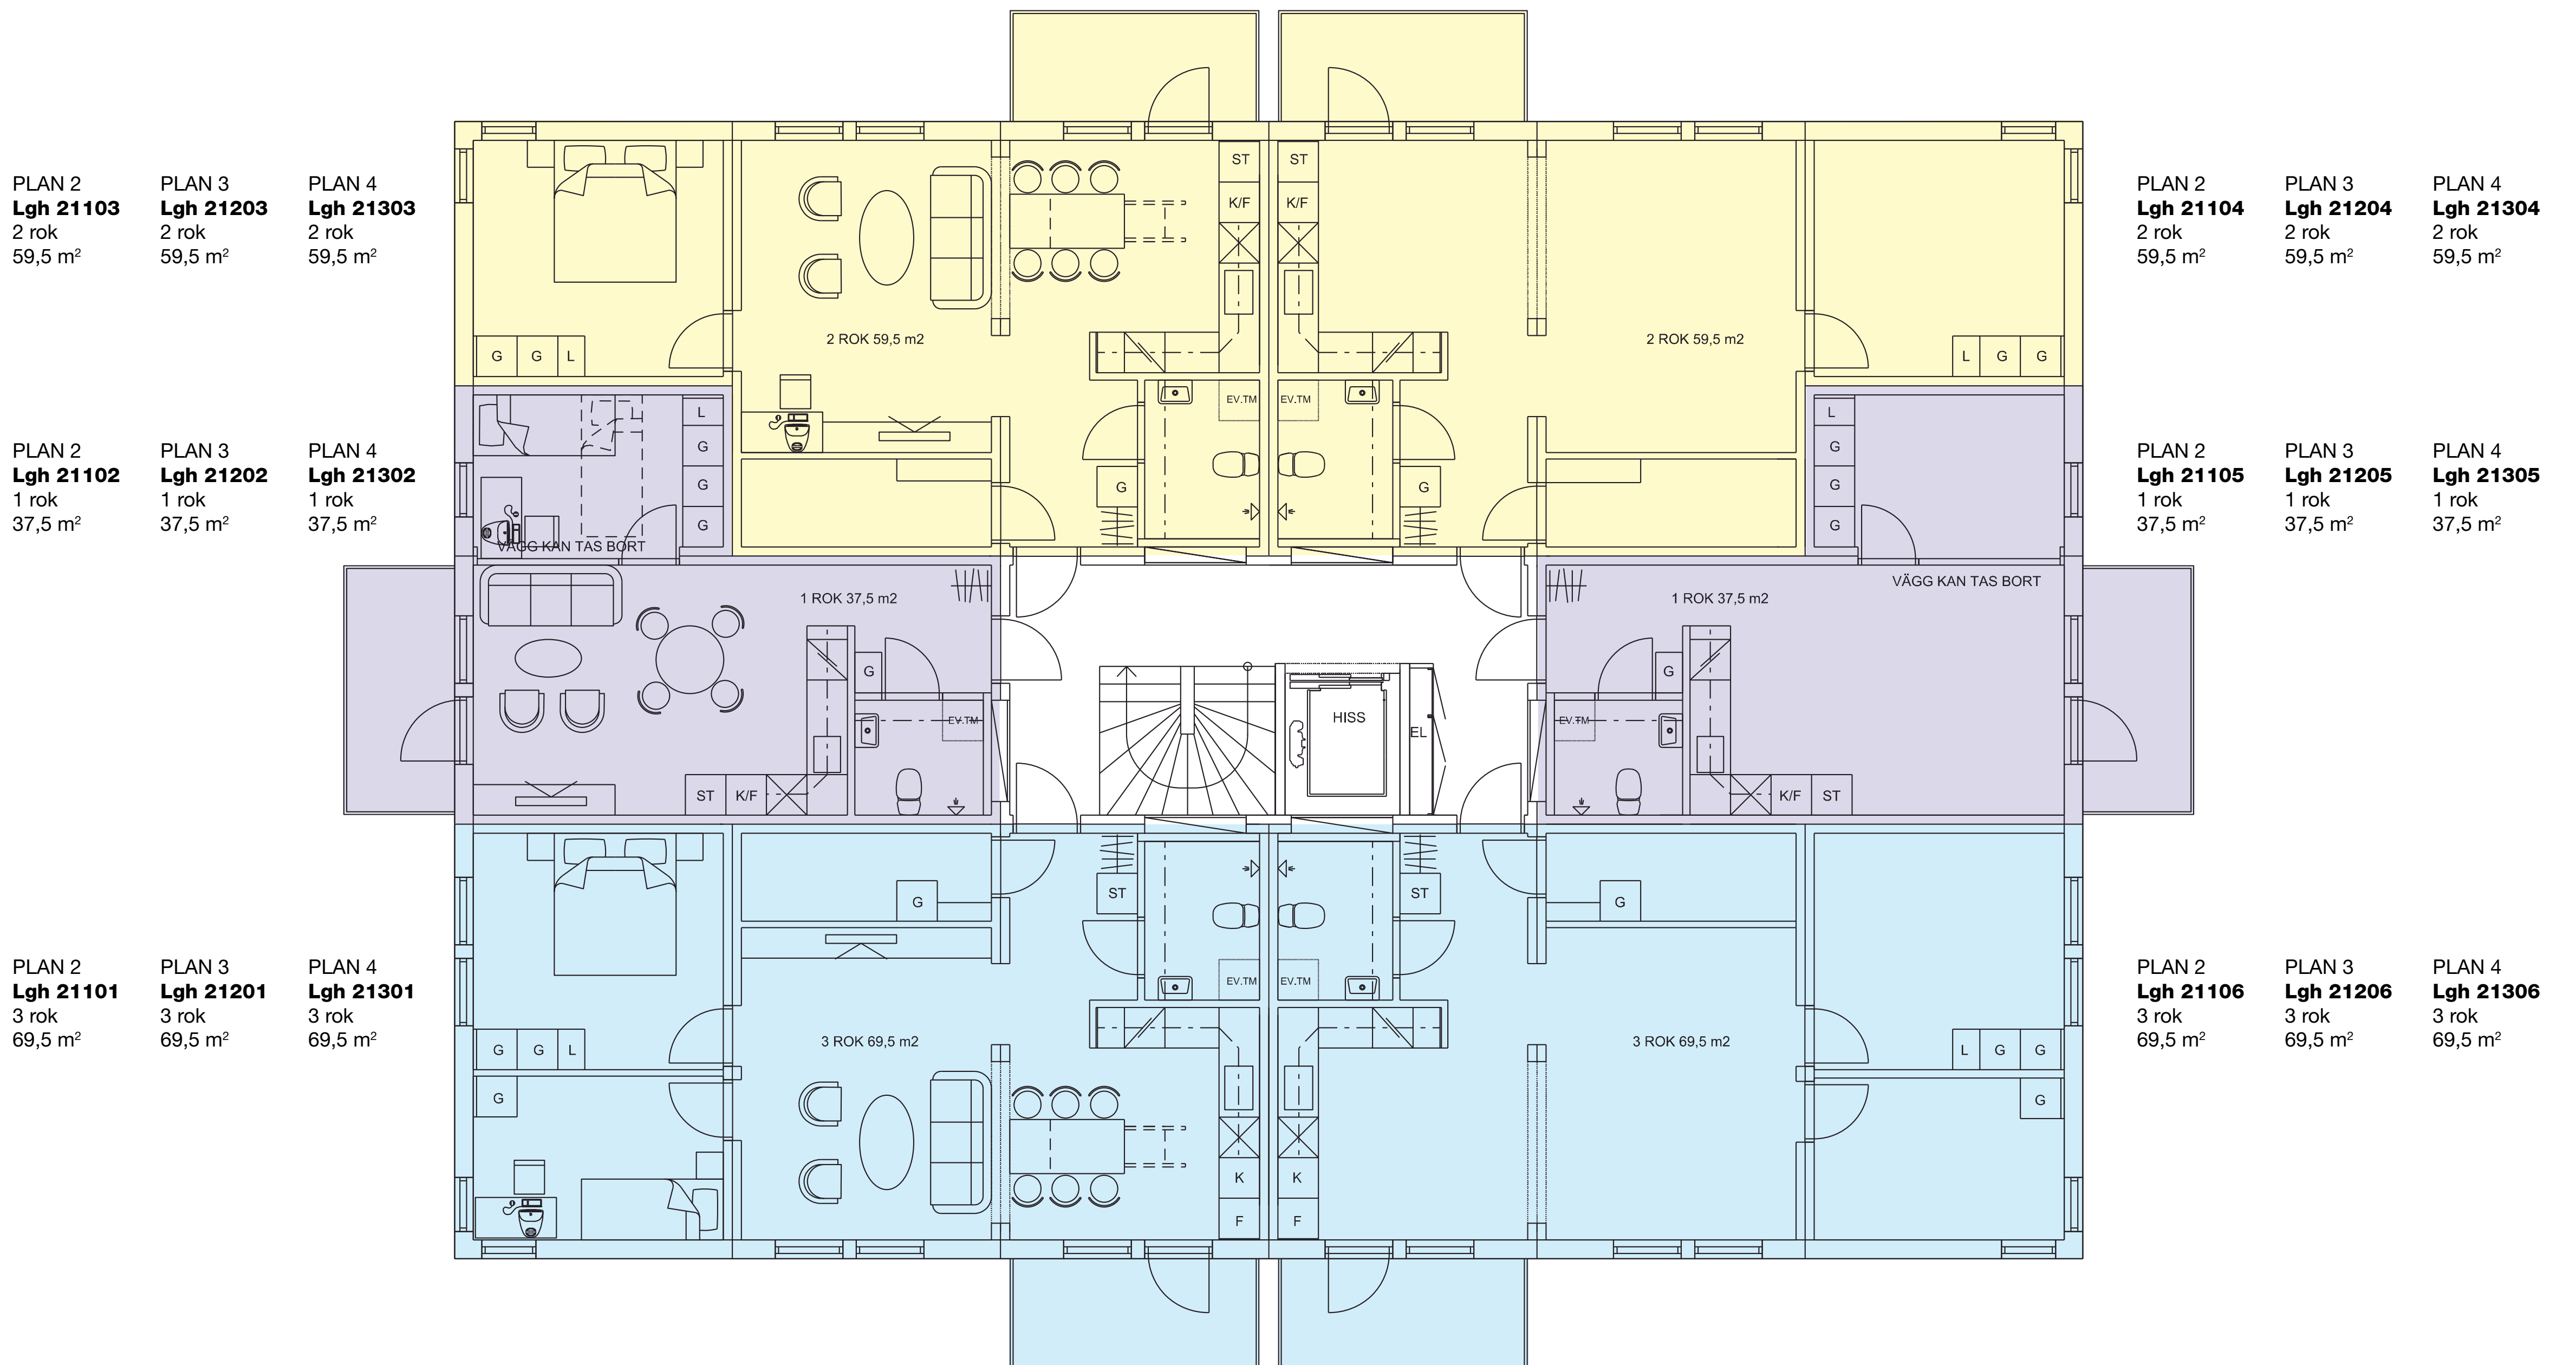 PLAN 2 PLAN 3 PLAN 4
Lgh 21103 Lgh 21203 Lgh 21303
2 rok 2 rok 2 rok
59,5 m² 59,5 m² 59,5 m²
PLAN 2 PLAN 3 PLAN 4
Lgh 21102 Lgh 21202 Lgh 21302
1 rok 1 rok 1 rok
37,5 m² 37,5 m² 37,5 m²
PLAN 2 PLAN 3 PLAN 4
Lgh 21101 Lgh 21201 Lgh 21301
3 rok 3 rok 3 rok
69,5 m² 69,5 m² 69,5 m²
ST ST
K/F K/F
2 ROK 59,5 m2 2 ROK 59,5 m2
G G L L G G
EV.TM EV.TM
L L
G G
G G G G
G G
VÄGG KAN TAS BORT
VÄGG KAN TAS BORT
1 ROK 37,5 m2 1 ROK 37,5 m2
G G
EV.TM HISS EL EV.TM
ST K/F K/F ST
G ST ST G
EV.TM EV.TM
3 ROK 69,5 m2 3 ROK 69,5 m2
G G L L G G
G G
K K
F F
PLAN 2 PLAN 3 PLAN 4
Lgh 21104 Lgh 21204 Lgh 21304
2 rok 2 rok 2 rok
59,5 m² 59,5 m² 59,5 m²
PLAN 2 PLAN 3 PLAN 4
Lgh 21105 Lgh 21205 Lgh 21305
1 rok 1 rok 1 rok
37,5 m² 37,5 m² 37,5 m²
PLAN 2 PLAN 3 PLAN 4
Lgh 21106 Lgh 21206 Lgh 21306
3 rok 3 rok 3 rok
69,5 m² 69,5 m² 69,5 m²